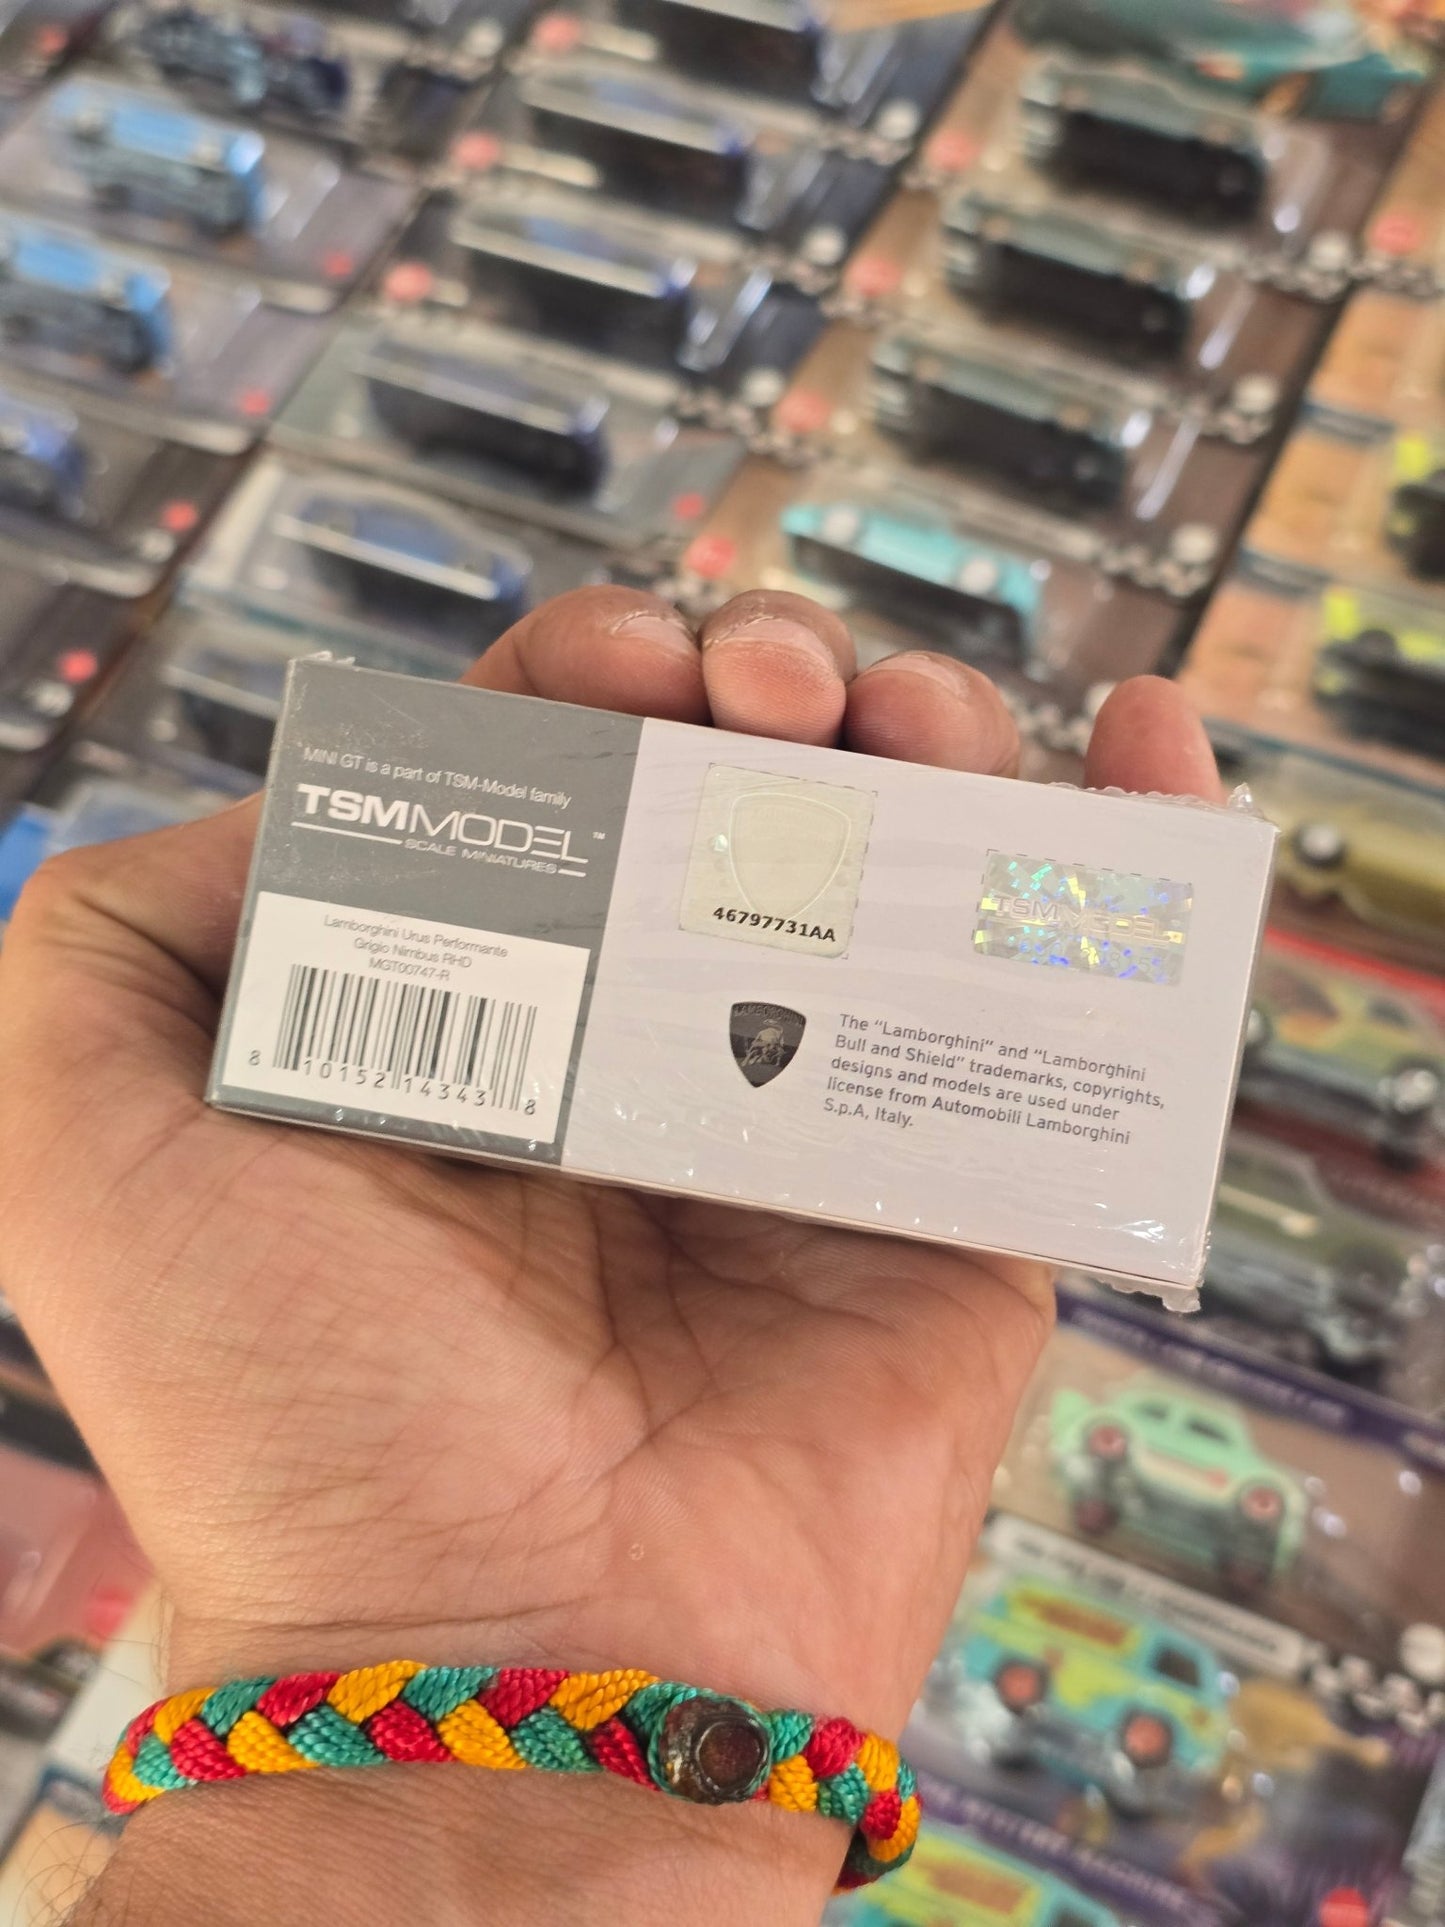 MINI GT is a part of TSM-Model family
TSMMODEL™
SCALE MINIATURES
Lamborghini Urus Performante
Grigio Nimbus RHD
MGT00747-R
8 10152 14343 8
46797731AA
TSMMODEL
LAMBORGHINI
The "Lamborghini" and "Lamborghini
Bull and Shield" trademarks, copyrights,
designs and models are used under
license from Automobili Lamborghini
S.p.A, Italy.